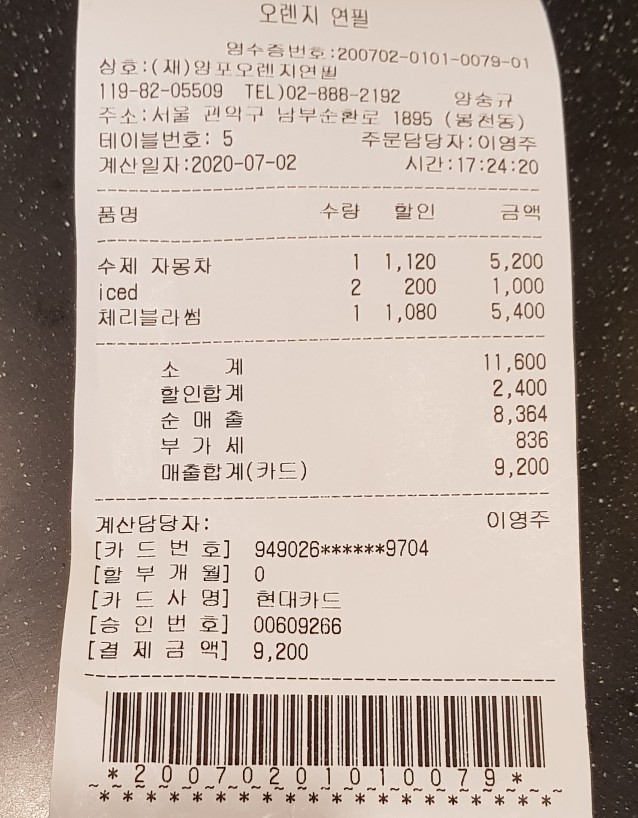 오렌지 연필
영수증번호:200702-0101-0079-01
상호:(재)양포오렌지연필
119-82-05509 TEL)02-888-2192 양승규
주소:서울 관악구 남부순환로 1895 (봉천동)
테이블번호: 5 주문담당자:이영주
계산일자:2020-07-02 시간:17:24:20
품명 수량 할인 금액
수제 자몽차 1 1,120 5,200
iced 2 200 1,000
체리블라썸 1 1,080 5,400
소 계 11,600
할인합계 2,400
순 매 출 8,364
부 가 세 836
매출합계(카드) 9,200
계산담당자: 이영주
[카 드 번 호] 949026******9704
[할 부 개 월] 0
[카 드 사 명] 현대카드
[승 인 번 호] 00609266
[결 제 금 액] 9,200
*20070201010079*
~*~*~*~*~*~*~*~*~*~*~*~*~*~*~*~*~*~*~